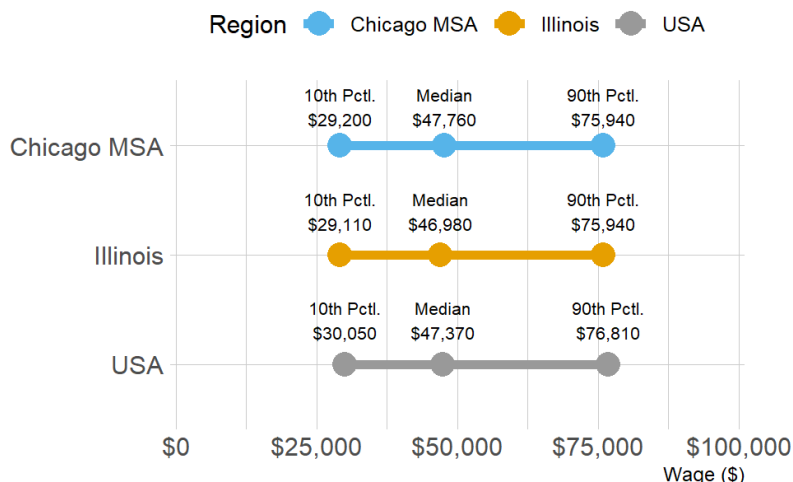 Region Chicago MSA Illinois USA
10th Pctl. Median 90th Pctl.
$29,200 $47,760 $75,940
Chicago MSA
10th Pctl. Median 90th Pctl.
$29,110 $46,980 $75,940
Illinois
10th Pctl. Median 90th Pctl.
$30,050 $47,370 $76,810
USA
$0 $25,000 $50,000 $75,000 $100,000
Wage ($)